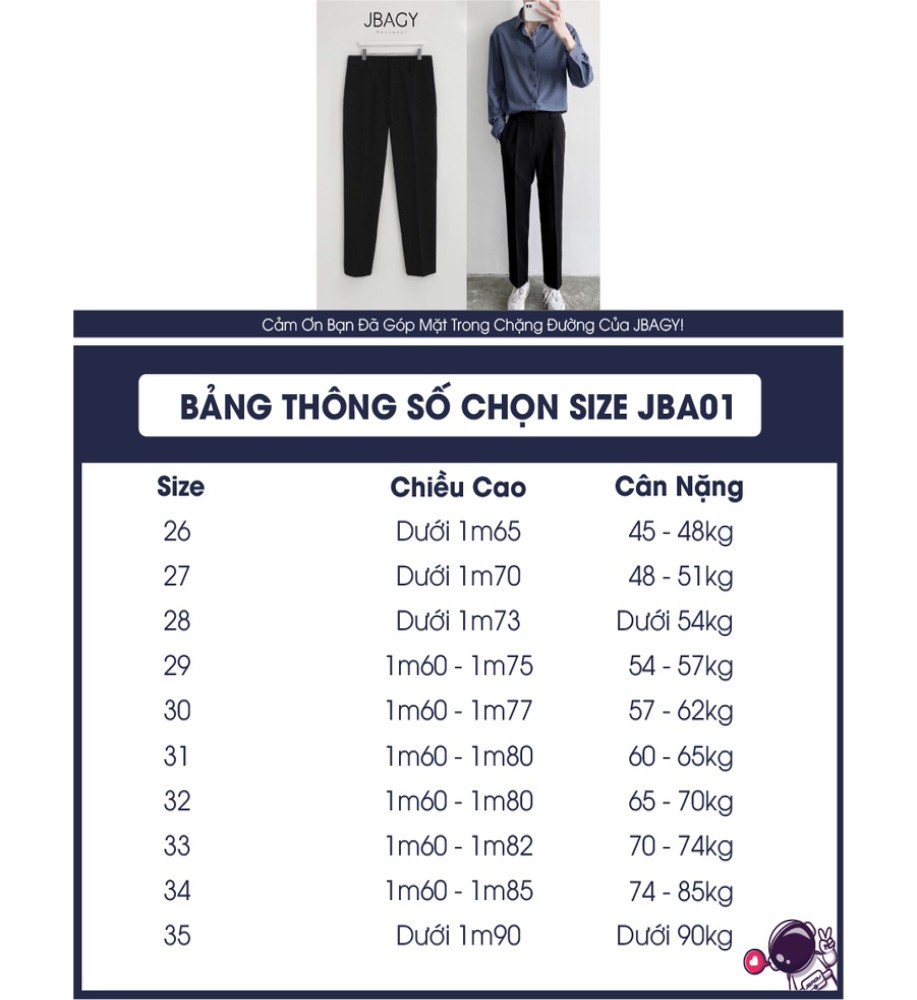 JBAGY
Cảm Ơn Bạn Đã Góp Mặt Trong Chặng Đường Của JBAGY!
BẢNG THÔNG SỐ CHỌN SIZE JBA01
Size Chiều Cao Cân Nặng
26 Dưới 1m65 45 - 48kg
27 Dưới 1m70 48 - 51kg
28 Dưới 1m73 Dưới 54kg
29 1m60 - 1m75 54 - 57kg
30 1m60 - 1m77 57 - 62kg
31 1m60 - 1m80 60 - 65kg
32 1m60 - 1m80 65 - 70kg
33 1m60 - 1m82 70 - 74kg
34 1m60 - 1m85 74 - 85kg
35 Dưới 1m90 Dưới 90kg